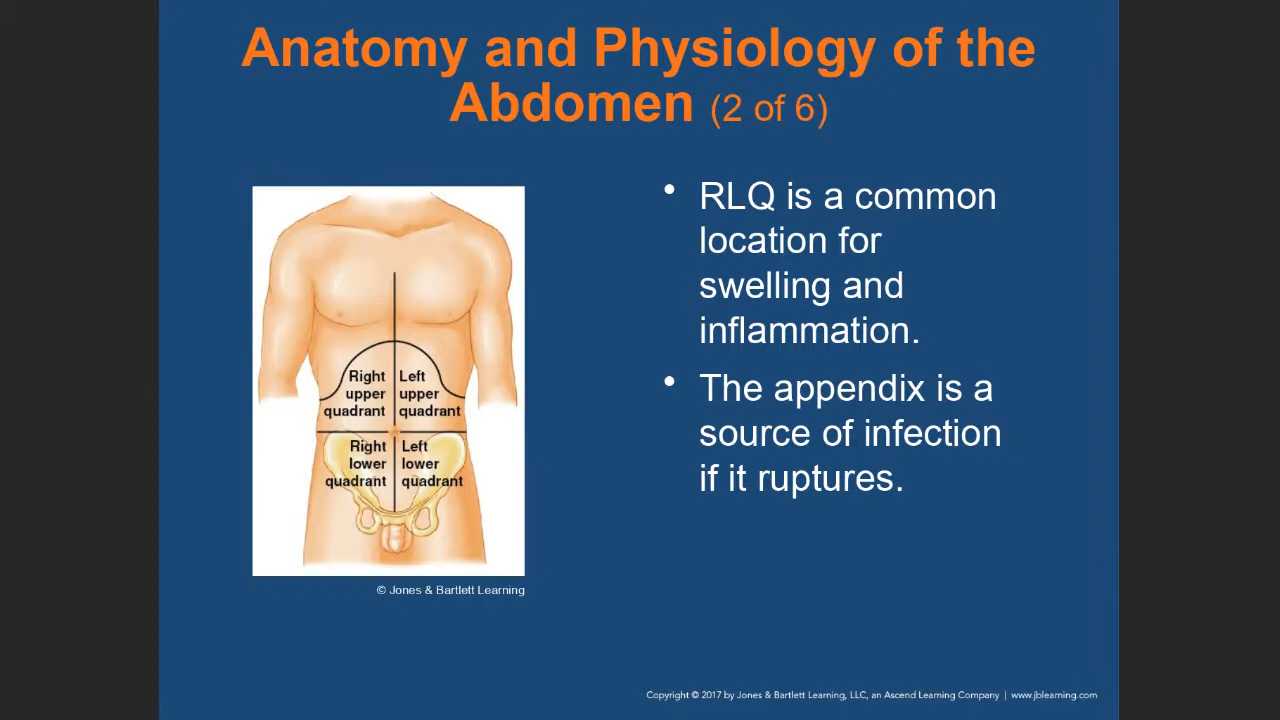 Anatomy and Physiology of the
Abdomen (2 of 6)
Right
upper
quadrant
Left
upper
quadrant
Right
lower
quadrant
Left
lower
quadrant
© Jones & Bartlett Learning
• RLQ is a common
location for
swelling and
inflammation.
• The appendix is a
source of infection
if it ruptures.
Copyright © 2017 by Jones & Bartlett Learning, LLC, an Ascend Learning Company | www.jblearning.com